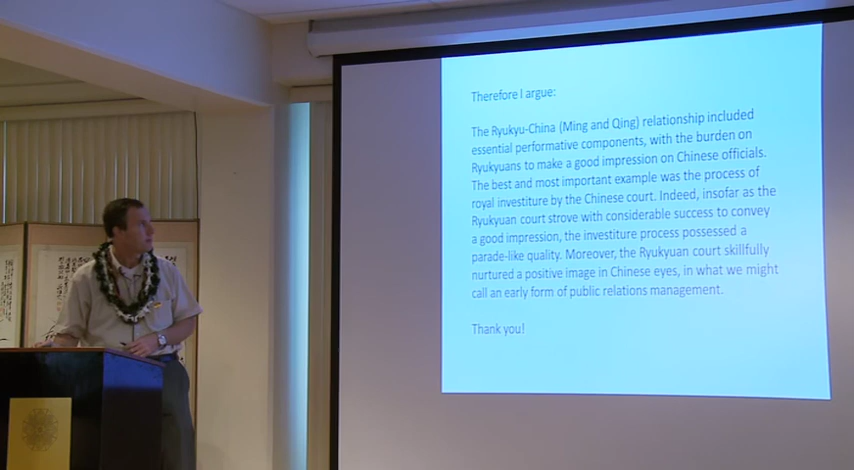 Therefore I argue:
The Ryukyu-China (Ming and Qing) relationship included
essential performative components, with the burden on
Ryukyuans to make a good impression on Chinese officials.
The best and most important example was the process of
royal investiture by the Chinese court. Indeed, insofar as the
Ryukyuan court strove with considerable success to convey
a good impression, the investiture process possessed a
parade-like quality. Moreover, the Ryukyuan court skillfully
nurtured a positive image in Chinese eyes, in what we might
call an early form of public relations management.
Thank you!